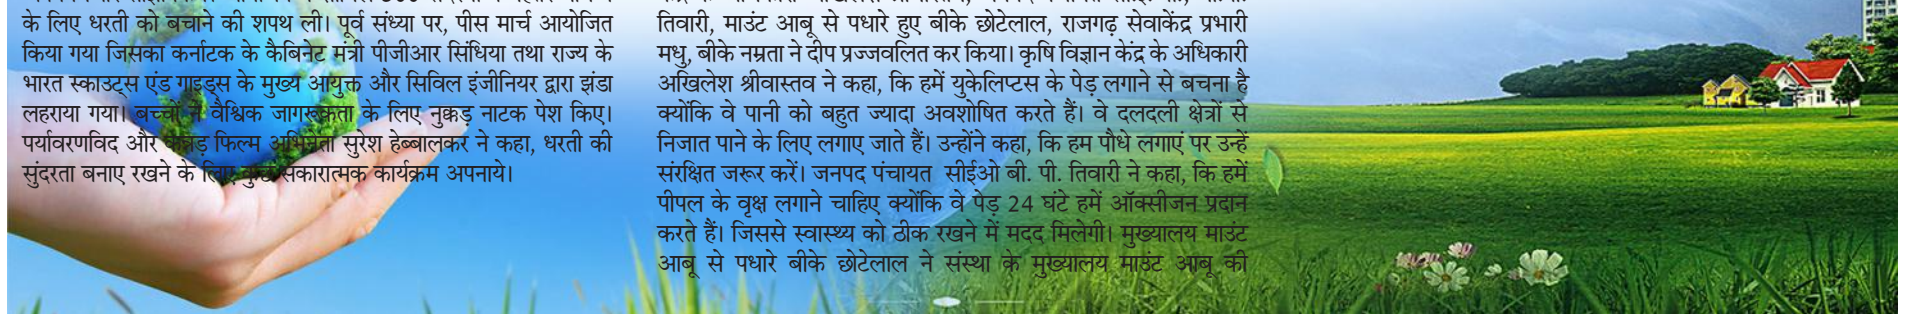 के लिए धरती को बचाने की शपथ ली। पूर्व संध्या पर, पीस मार्च आयोजित
किया गया जिसका कर्नाटक के कैबिनेट मंत्री पीजीआर सिंधिया तथा राज्य के
भारत स्काउट्स एंड गाइड्स के मुख्य आयुक्त और सिविल इंजीनियर द्वारा झंडा
लहराया गया। बच्चों ने वैश्विक जागरूकता के लिए नुक्कड़ नाटक पेश किए।
पर्यावरणविद और कन्नड़ फिल्म अभिनेता सुरेश हेब्बालकर ने कहा, धरती की
सुंदरता बनाए रखने के लिए कुछ सकारात्मक कार्यक्रम अपनाये।
तिवारी, माउंट आबू से पधारे हुए बीके छोटेलाल, राजगढ़ सेवाकेंद्र प्रभारी
मधु, बीके नम्रता ने दीप प्रज्जवलित कर किया। कृषि विज्ञान केंद्र के अधिकारी
अखिलेश श्रीवास्तव ने कहा, कि हमें युकेलिप्टस के पेड़ लगाने से बचना है
क्योंकि वे पानी को बहुत ज्यादा अवशोषित करते हैं। वे दलदली क्षेत्रों से
निजात पाने के लिए लगाए जाते हैं। उन्होंने कहा, कि हम पौधे लगाएं पर उन्हें
संरक्षित जरूर करें। जनपद पंचायत सीईओ बी. पी. तिवारी ने कहा, कि हमें
पीपल के वृक्ष लगाने चाहिए क्योंकि वे पेड़ 24 घंटे हमें ऑक्सीजन प्रदान
करते हैं। जिससे स्वास्थ्य को ठीक रखने में मदद मिलेगी। मुख्यालय माउंट
आबू से पधारे बीके छोटेलाल ने संस्था के मुख्यालय माउंट आबू की